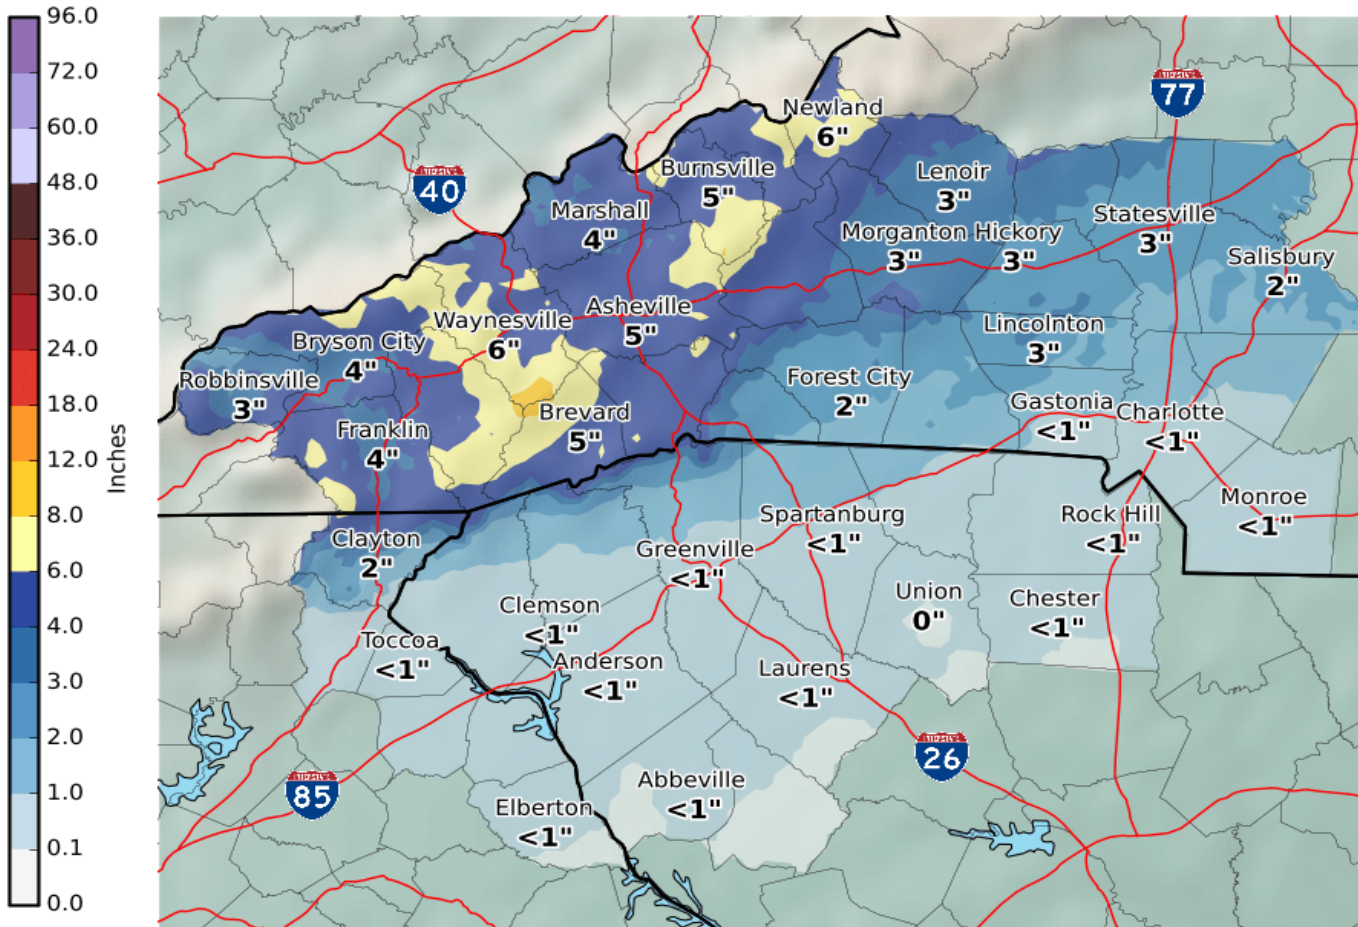 96.0
72.0
60.0
48.0
36.0
30.0
24.0
18.0
12.0
8.0
6.0
4.0
3.0
2.0
1.0
0.1
0.0
Inches
77
Newland
6"
Burnsville
5"
Lenoir
3"
40
Marshall
4"
Statesville
3"
Morganton Hickory
3" 3"
Salisbury
2"
Asheville
5"
Waynesville
6"
Lincolnton
3"
Bryson City
4"
Robbinsville
3"
Forest City
2"
Gastonia
<1"
Charlotte
<1"
Brevard
5"
Franklin
4"
Monroe
<1"
Spartanburg
<1"
Rock Hill
<1"
Clayton
2"
Greenville
<1"
Union
0"
Chester
<1"
Clemson
<1"
Toccoa
<1"
Anderson
<1"
Laurens
<1"
26
85
Abbeville
<1"
Elberton
<1"